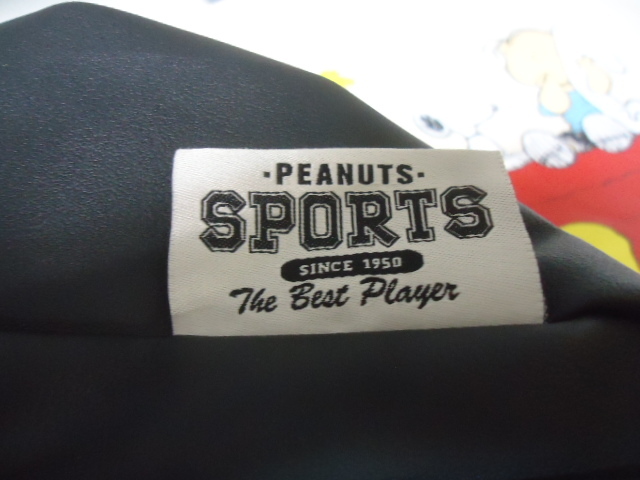 ·PEANUTS·
SPORTS
SINCE 1950
The Best Player